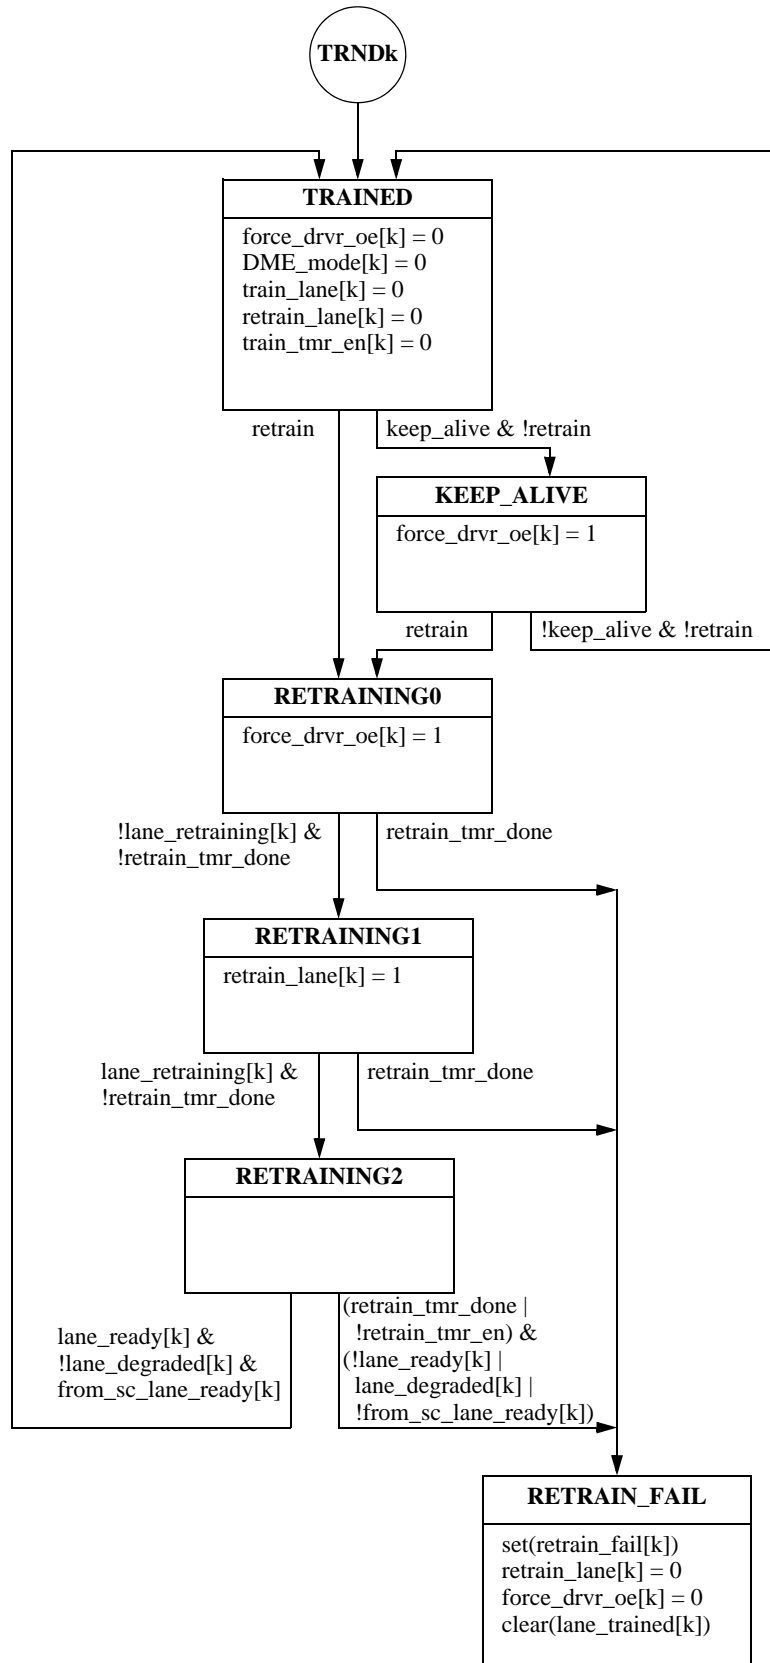 TRNDk
TRAINED
force_drvr_oe[k] = 0
DME_mode[k] = 0
train_lane[k] = 0
retrain_lane[k] = 0
train_tmr_en[k] = 0
retrain
keep_alive & !retrain
KEEP_ALIVE
force_drvr_oe[k] = 1
retrain
!keep_alive & !retrain
RETRAINING0
force_drvr_oe[k] = 1
!lane_retraining[k] &
!retrain_tmr_done
retrain_tmr_done
RETRAINING1
retrain_lane[k] = 1
lane_retraining[k] &
!retrain_tmr_done
retrain_tmr_done
RETRAINING2
lane_ready[k] &
!lane_degraded[k] &
from_sc_lane_ready[k]
(retrain_tmr_done |
!retrain_tmr_en) &
(!lane_ready[k] |
lane_degraded[k] |
!from_sc_lane_ready[k])
RETRAIN_FAIL
set(retrain_fail[k])
retrain_lane[k] = 0
force_drvr_oe[k] = 0
clear(lane_trained[k])